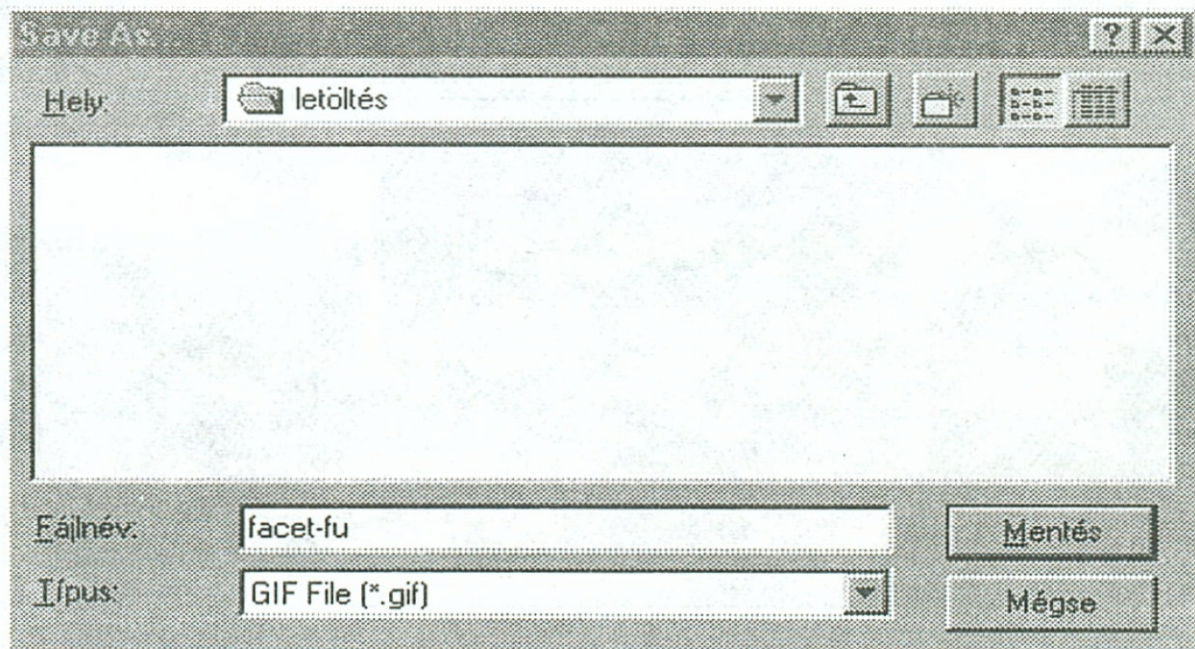 Save As...
Hely: letöltés
Fájlnév: facet-fu
Mentés
Típus: GIF File (*.gif)
Mégse